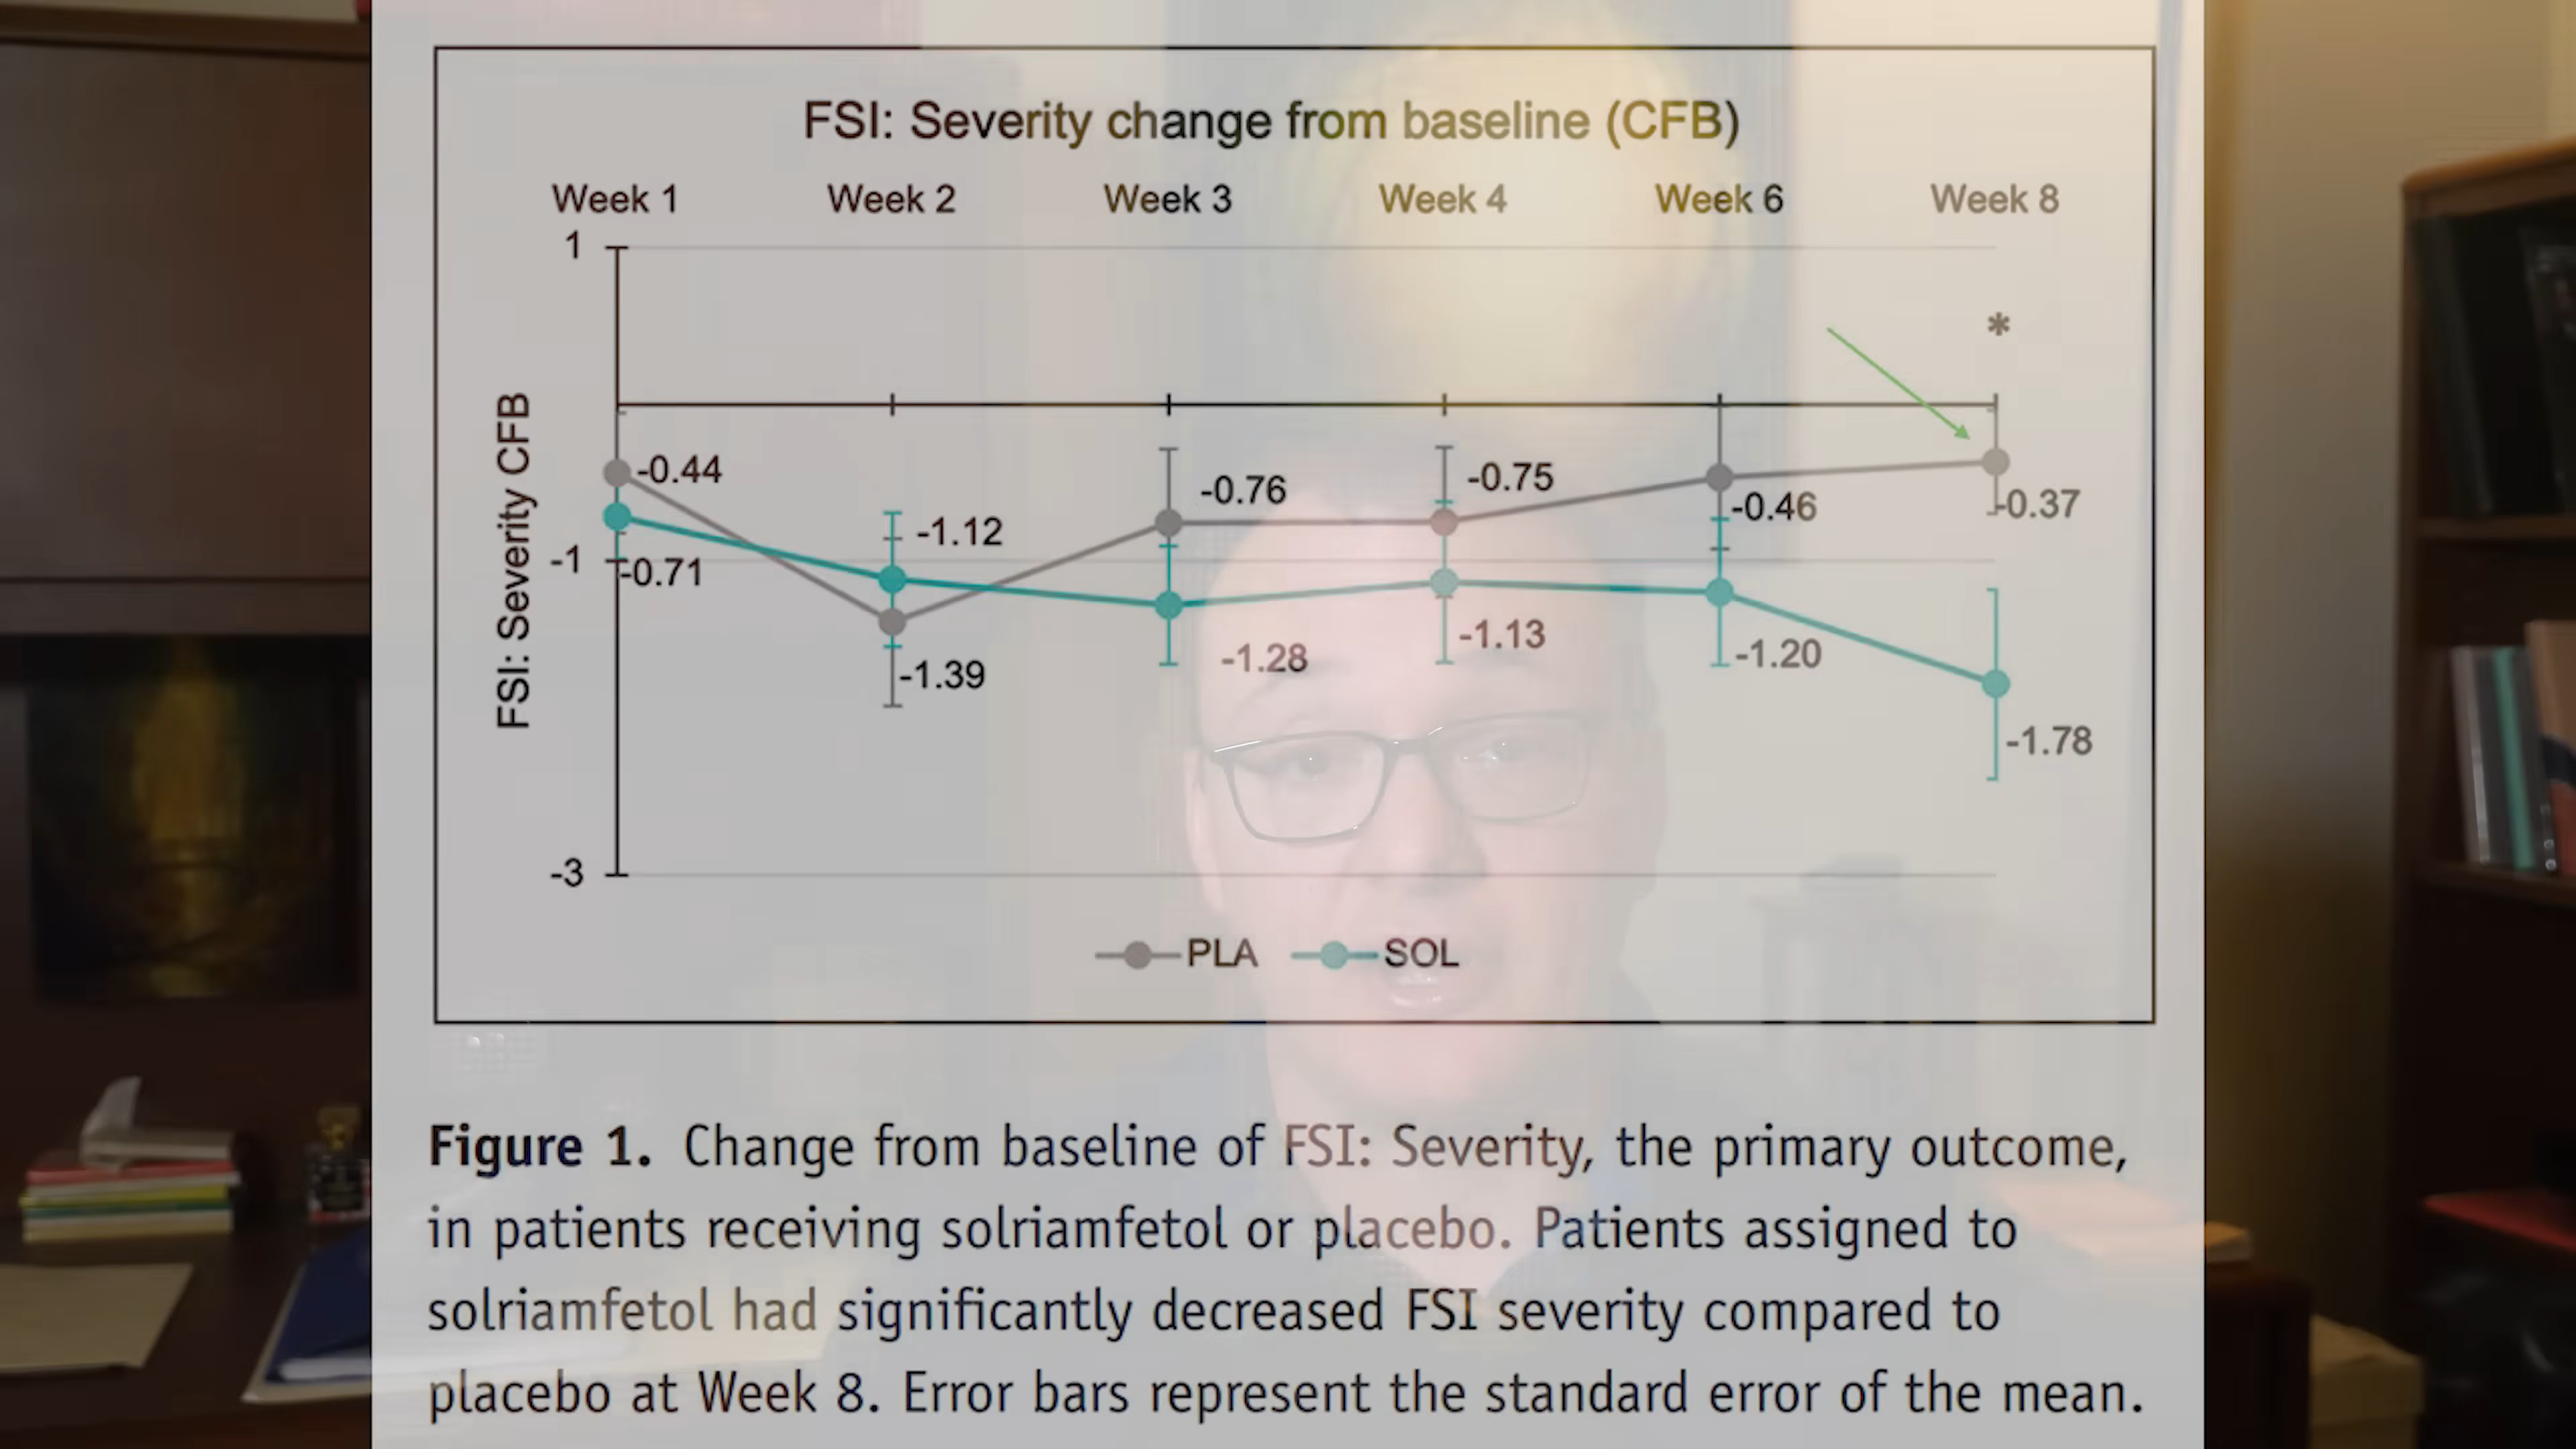 FSI: Severity change from baseline (CFB)
Week 1 Week 2 Week 3 Week 4 Week 6 Week 8
1
*
FSI: Severity CFB
-0.44
-0.76
-0.75
-0.46
-0.37
-1
-0.71
-1.12
-1.39
-1.28
-1.13
-1.20
-1.78
-3
PLA SOL
Figure 1. Change from baseline of FSI: Severity, the primary outcome,
in patients receiving solriamfetol or placebo. Patients assigned to
solriamfetol had significantly decreased FSI severity compared to
placebo at Week 8. Error bars represent the standard error of the mean.